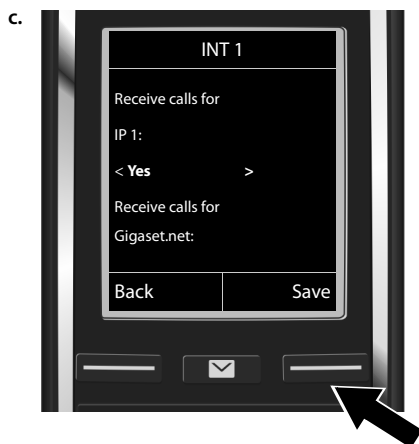 c.
INT 1
Receive calls for
IP 1:
< Yes >
Receive calls for
Gigaset.net:
Back Save